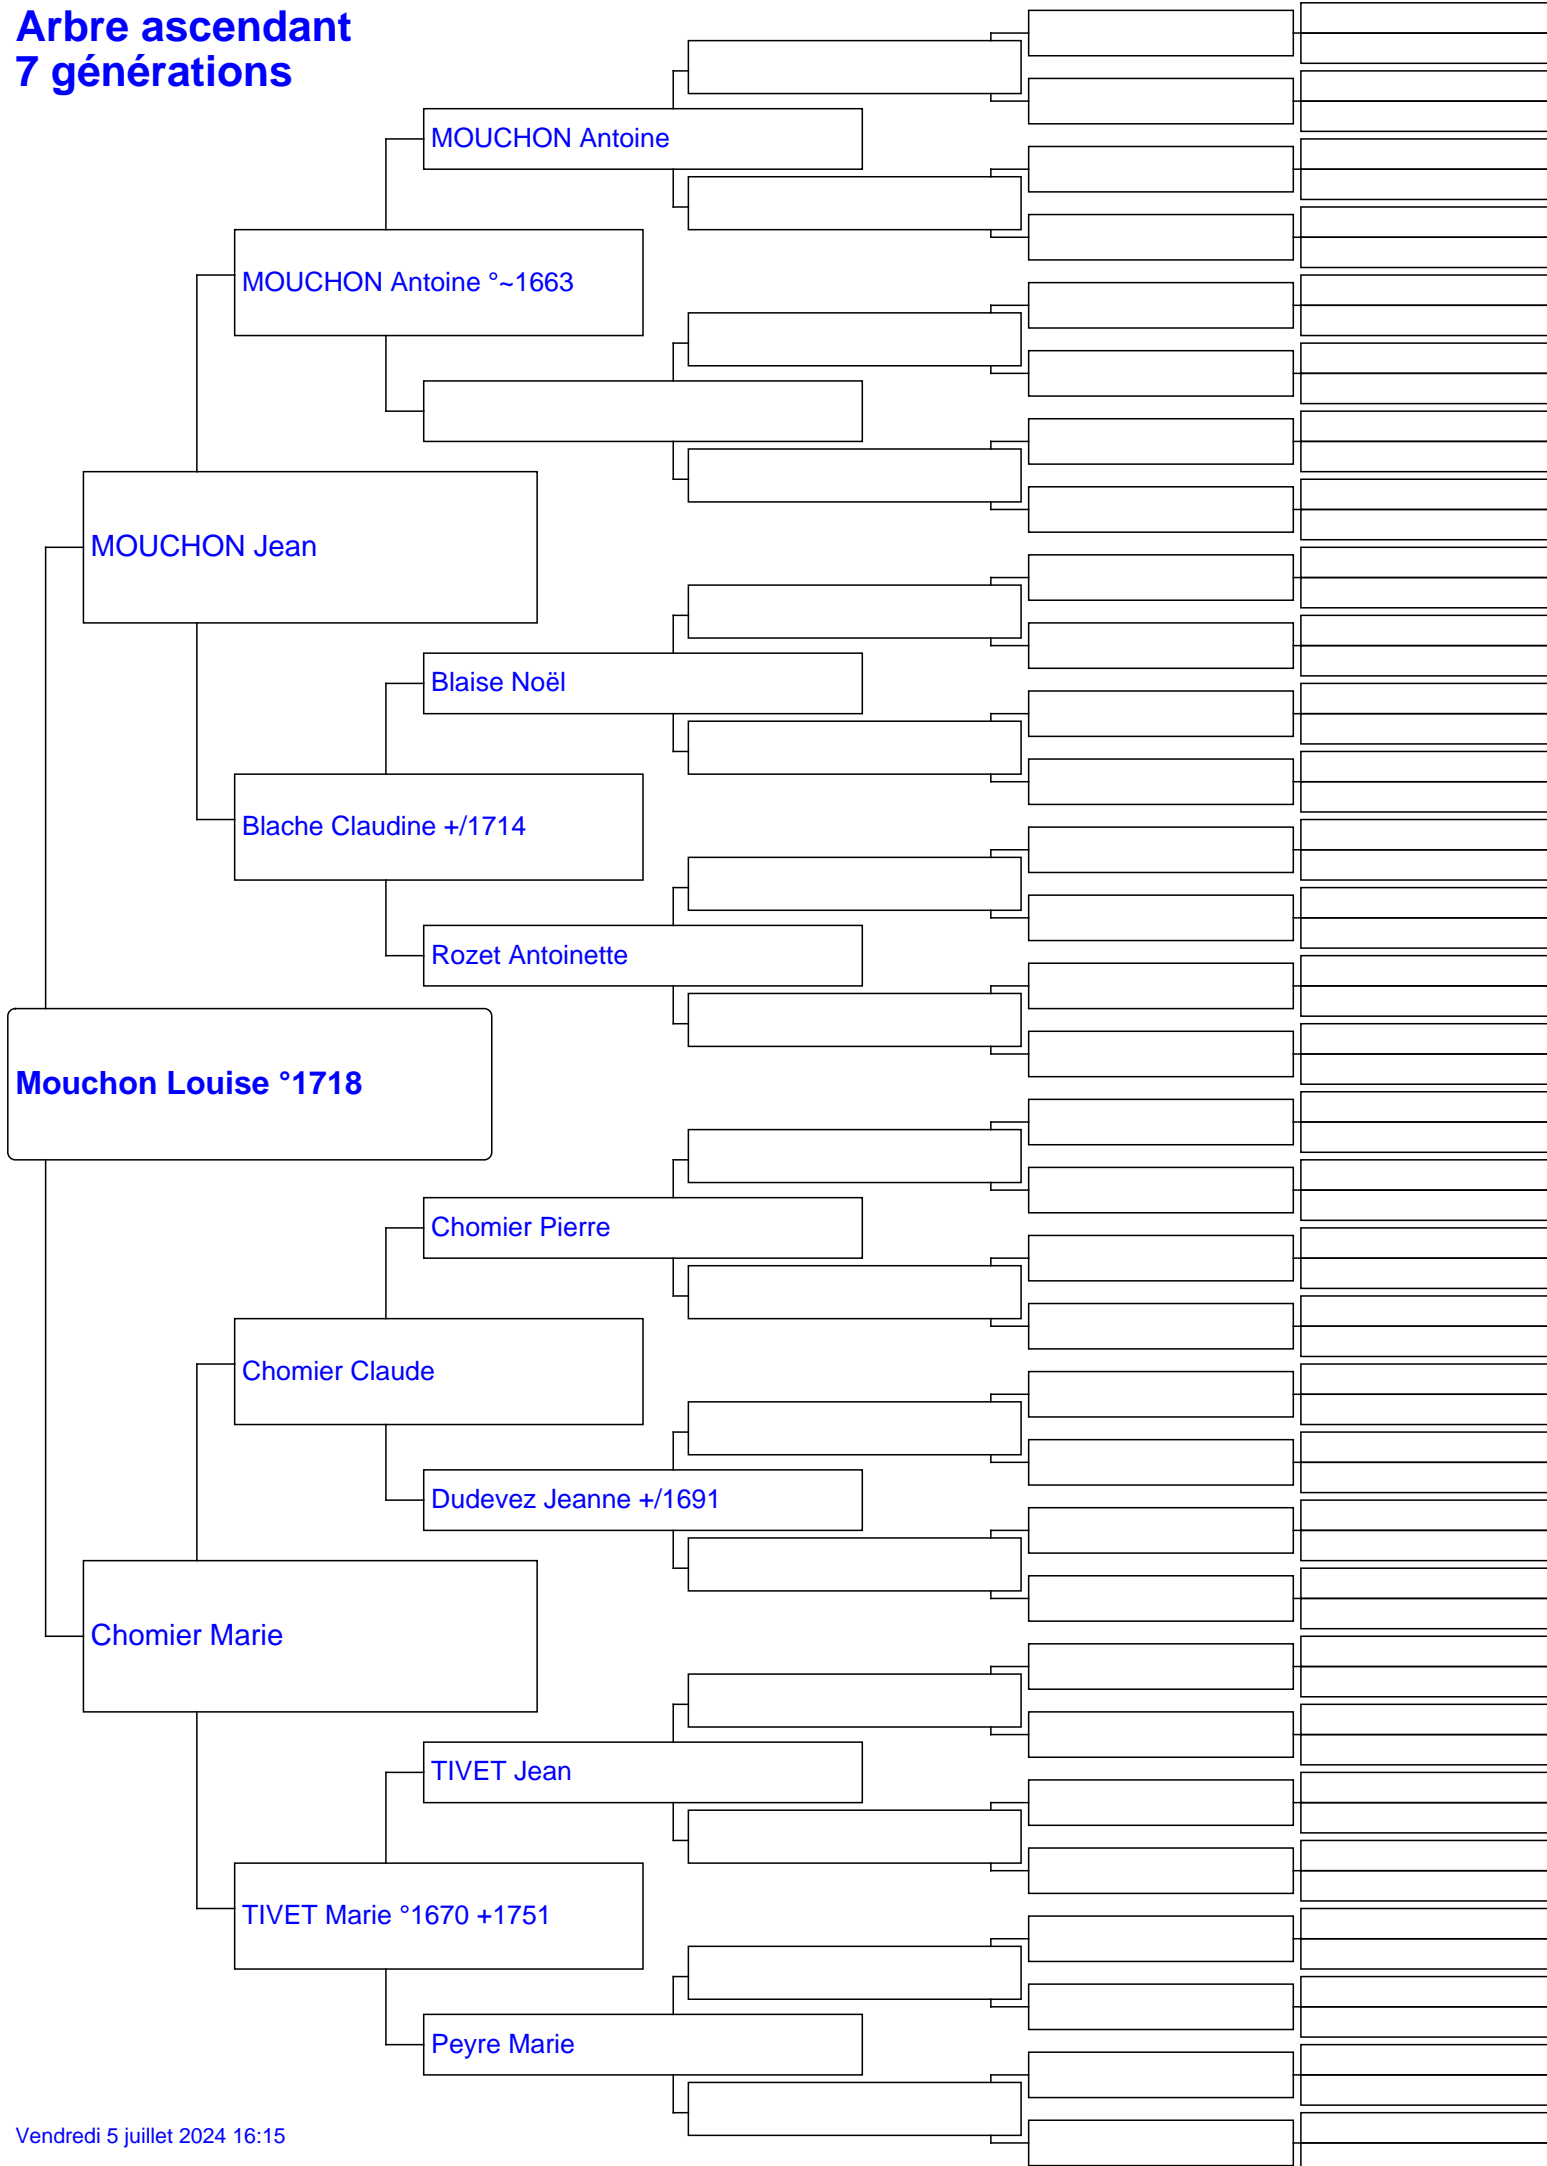 Arbre ascendant
7 générations
MOUCHON Antoine
MOUCHON Antoine °~1663
MOUCHON Jean
Blaise Noël
Blache Claudine +/1714
Rozet Antoinette
Mouchon Louise °1718
Chomier Pierre
Chomier Claude
Dudevez Jeanne +/1691
Chomier Marie
TIVET Jean
TIVET Marie °1670 +1751
Peyre Marie
Vendredi 5 juillet 2024 16:15